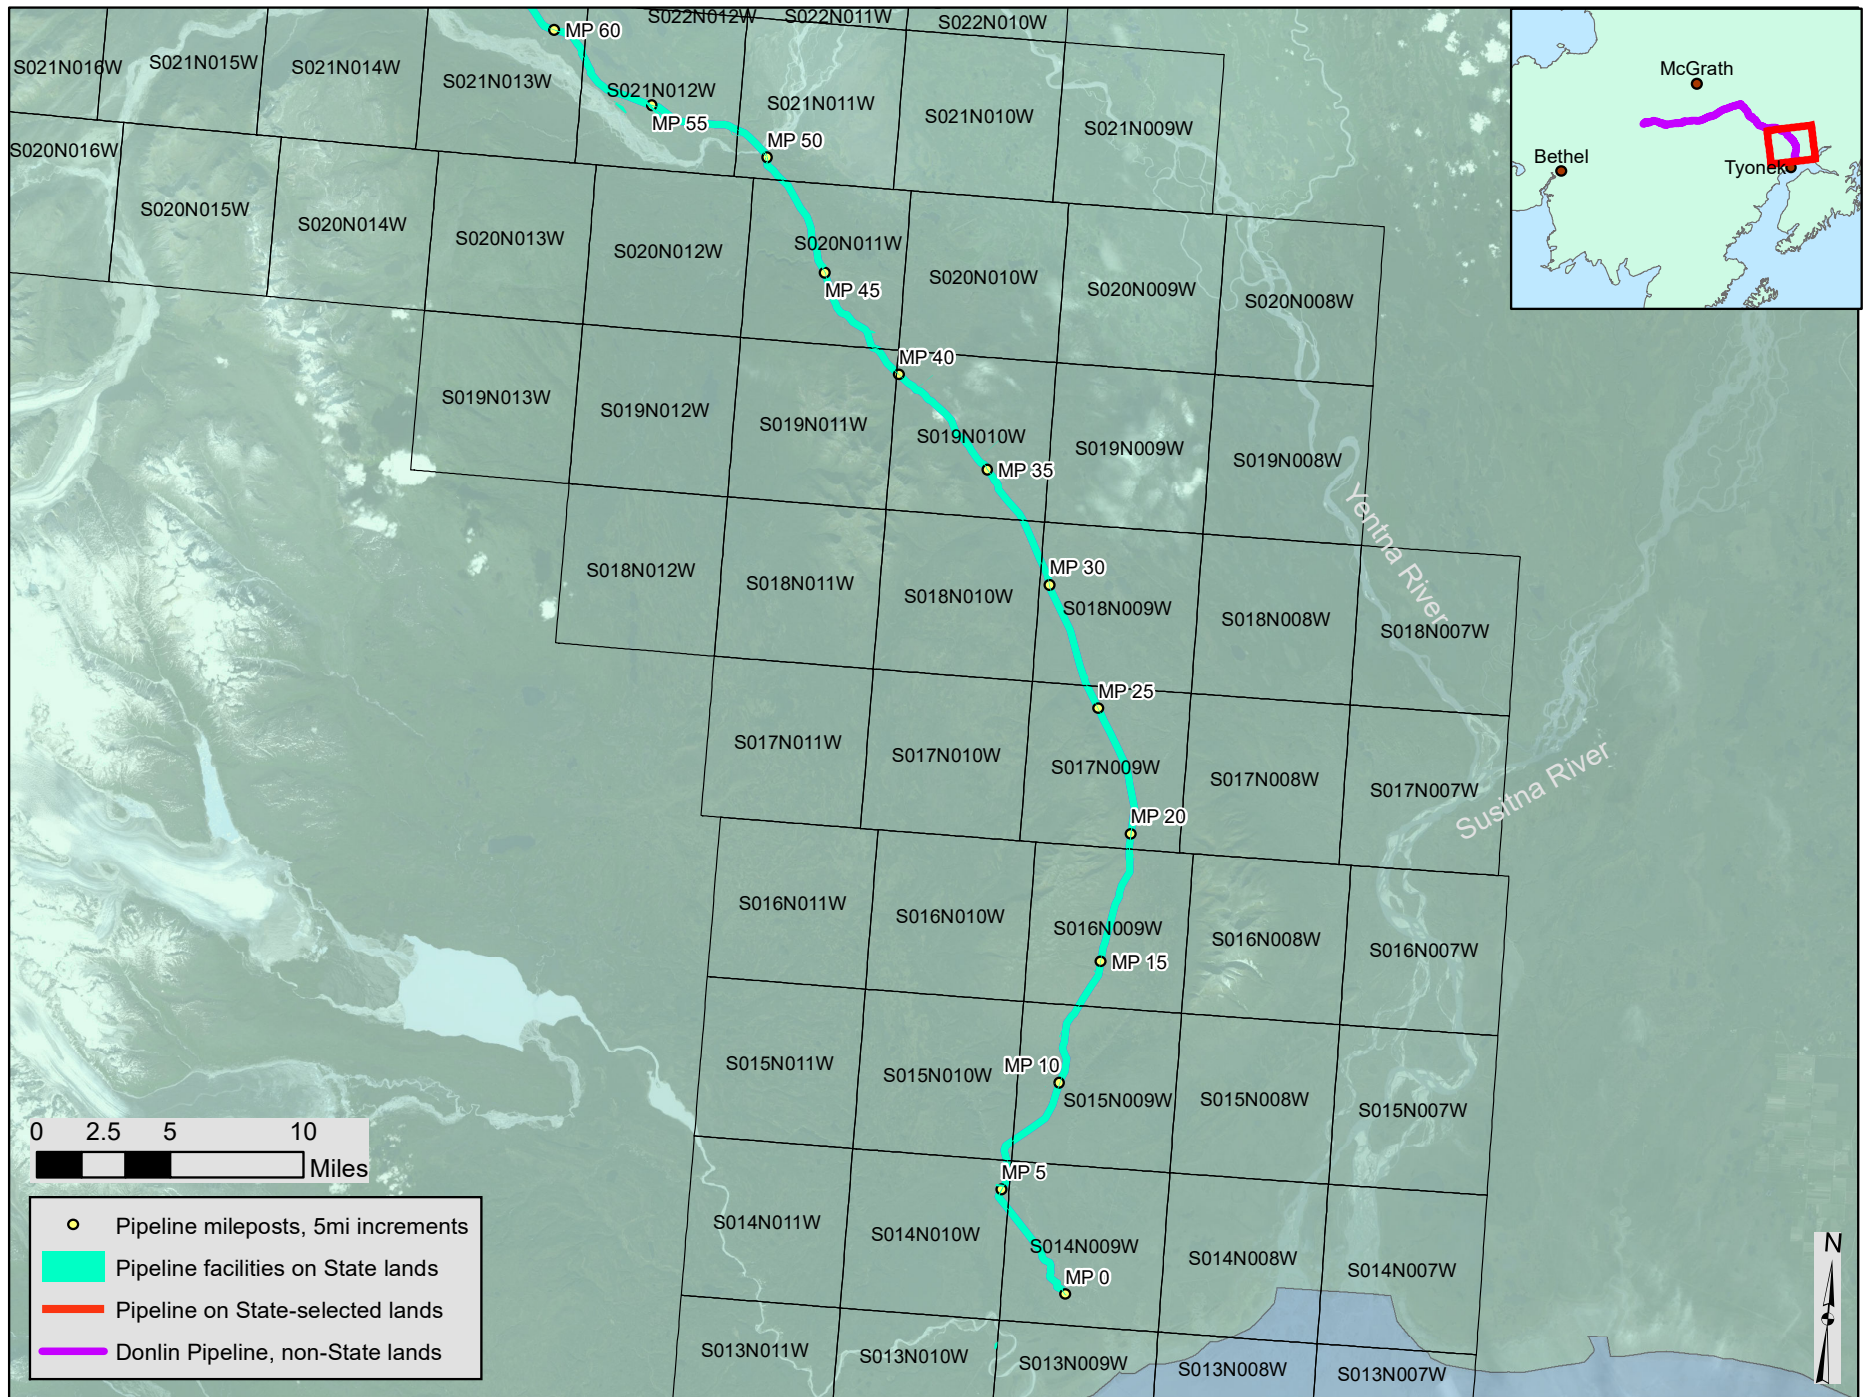 S022N012W
S022N011W
S022N010W
MP 60
S021N016W
S021N015W
S021N014W
S021N013W
S021N012W
S021N011W
S021N010W
S021N009W
MP 55
MP 50
McGrath
Bethel
Tyonek
S020N016W
S020N015W
S020N014W
S020N013W
S020N012W
S020N011W
S020N010W
S020N009W
S020N008W
MP 45
MP 40
S019N013W
S019N012W
S019N011W
S019N010W
S019N009W
S019N008W
MP 35
Yentna River
MP 30
S018N012W
S018N011W
S018N010W
S018N009W
S018N008W
S018N007W
MP 25
S017N011W
S017N010W
S017N009W
S017N008W
S017N007W
Susitna River
MP 20
S016N011W
S016N010W
S016N009W
S016N008W
S016N007W
MP 15
MP 10
S015N011W
S015N010W
S015N009W
S015N008W
S015N007W
MP 5
S014N011W
S014N010W
S014N009W
S014N008W
S014N007W
MP 0
S013N011W
S013N010W
S013N009W
S013N008W
S013N007W
0 2.5 5 10
Miles
Pipeline mileposts, 5mi increments
Pipeline facilities on State lands
Pipeline on State-selected lands
Donlin Pipeline, non-State lands
N